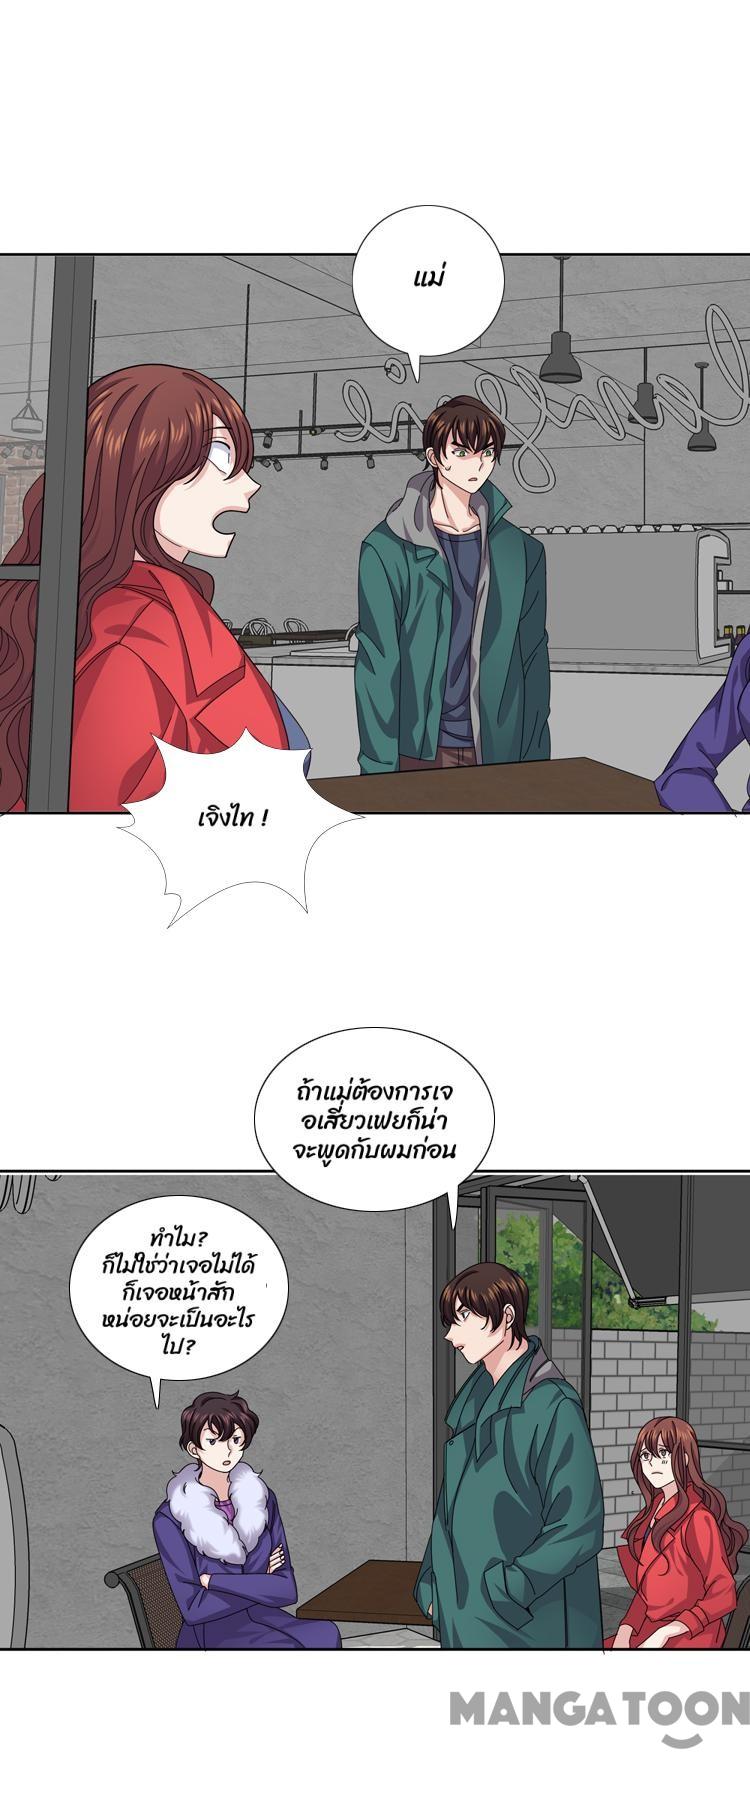 แม่
เจิงไท !
ถ้าแม่ต้องการเจ
อเสี่ยวเฟยก็น่า
จะพูดกับผมก่อน
ทำไม?
ก็ไม่ใช่ว่าเจอไม่ได้
ก็เจอหน้าสัก
หน่อยจะเป็นอะไร
ไป?
MANGATOON